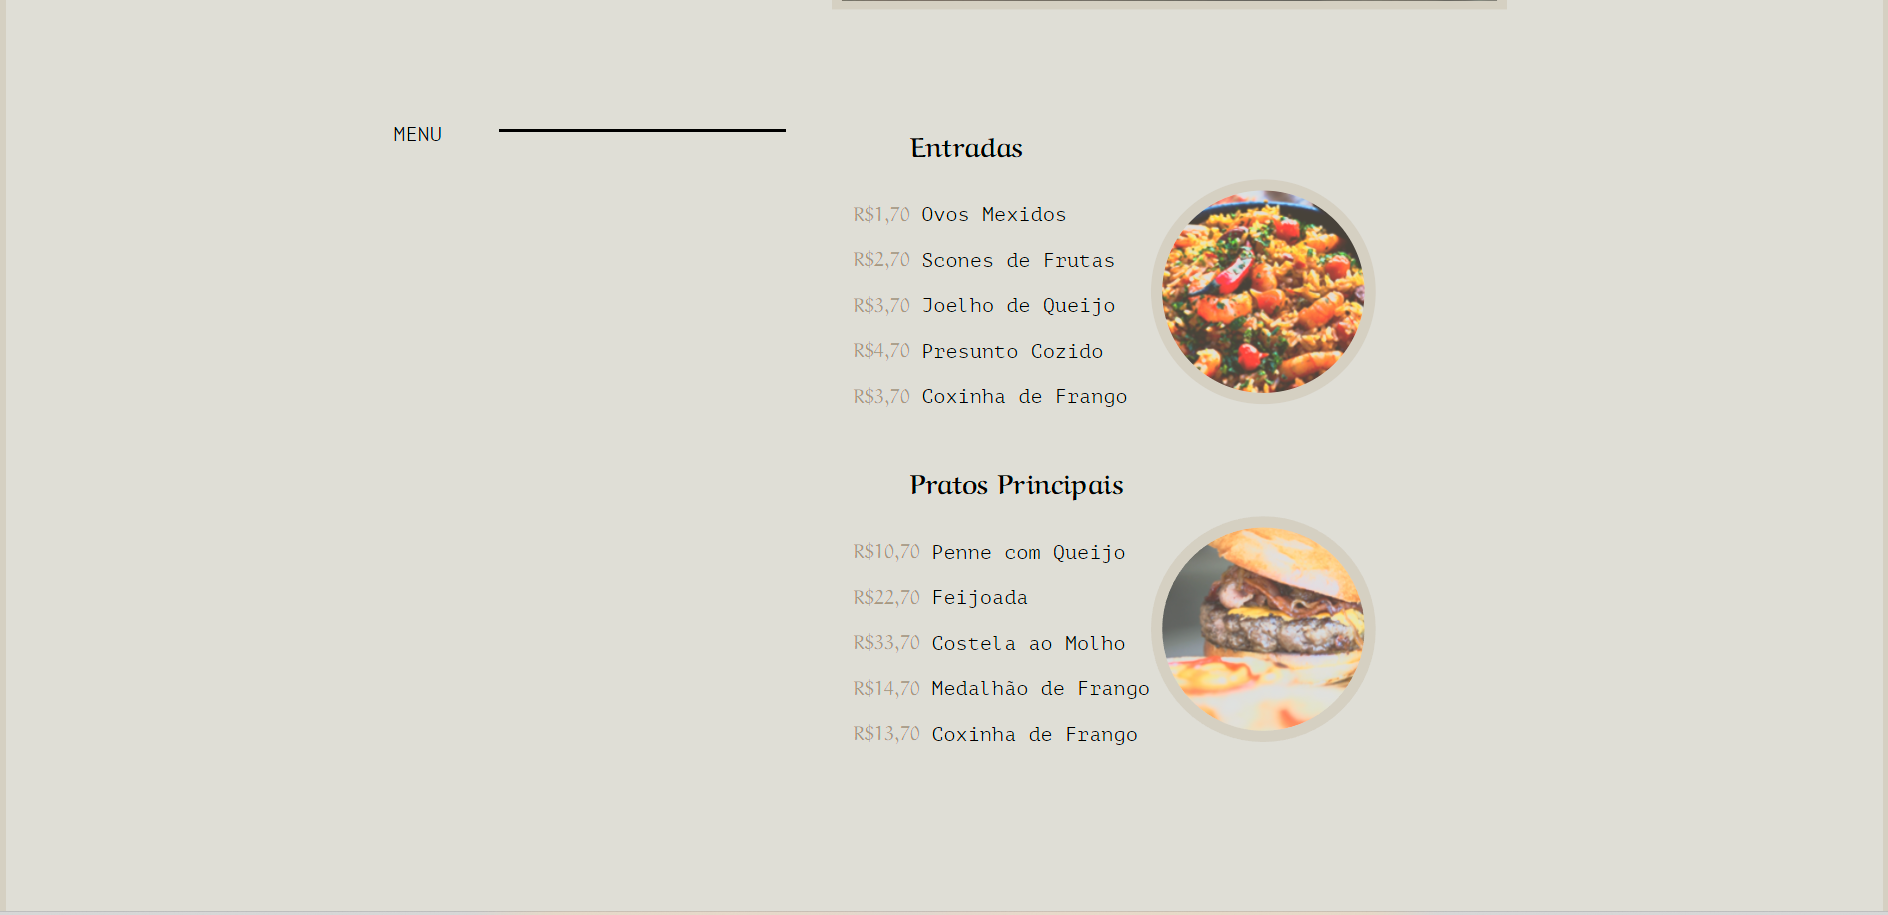 MENU
Entradas
R$1,70 Ovos Mexidos
R$2,70 Scones de Frutas
R$3,70 Joelho de Queijo
R$4,70 Presunto Cozido
R$3,70 Coxinha de Frango
Pratos Principais
R$10,70 Penne com Queijo
R$22,70 Feijoada
R$33,70 Costela ao Molho
R$14,70 Medalhão de Frango
R$13,70 Coxinha de Frango